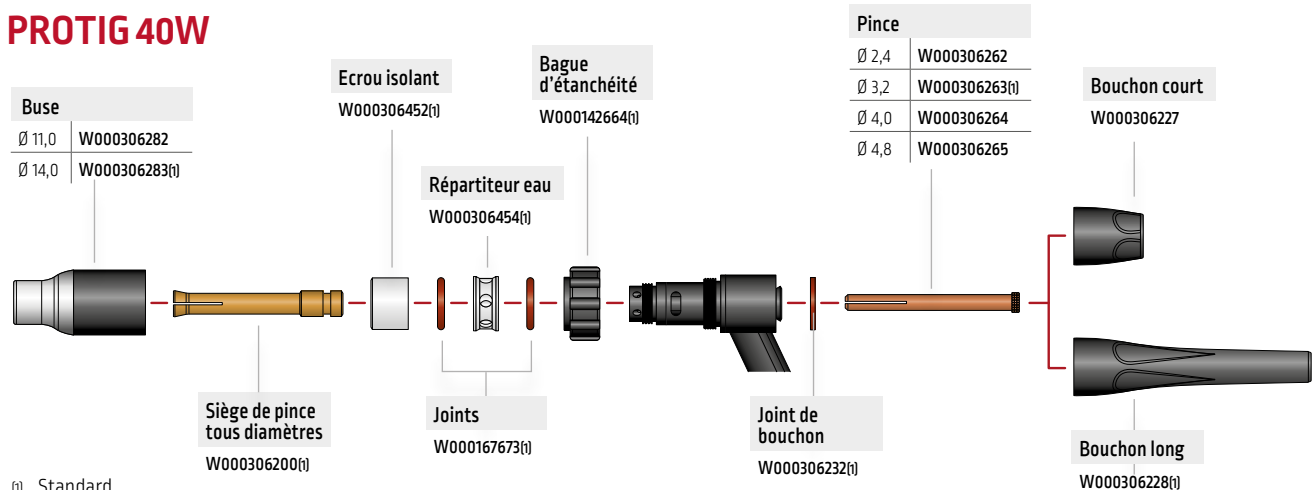 PROTIG 40W
Buse
Ø 11,0 W000306282
Ø 14,0 W000306283(1)
Ecrou isolant
W000306452(1)
Répartiteur eau
W000306454(1)
Bague
d'étanchéité
W000142664(1)
Pince
Ø 2,4 W000306262
Ø 3,2 W000306263(1)
Ø 4,0 W000306264
Ø 4,8 W000306265
Bouchon court
W000306227
Siège de pince
tous diamètres
W000306200(1)
Joints
W000167673(1)
Joint de
bouchon
W000306232(1)
Bouchon long
W000306228(1)
(1) Standard